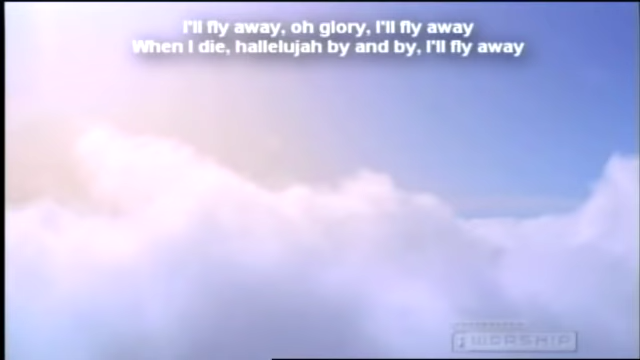 I'll fly away, oh glory, I'll fly away
When I die, hallelujah by and by, I'll fly away
WORSHIP